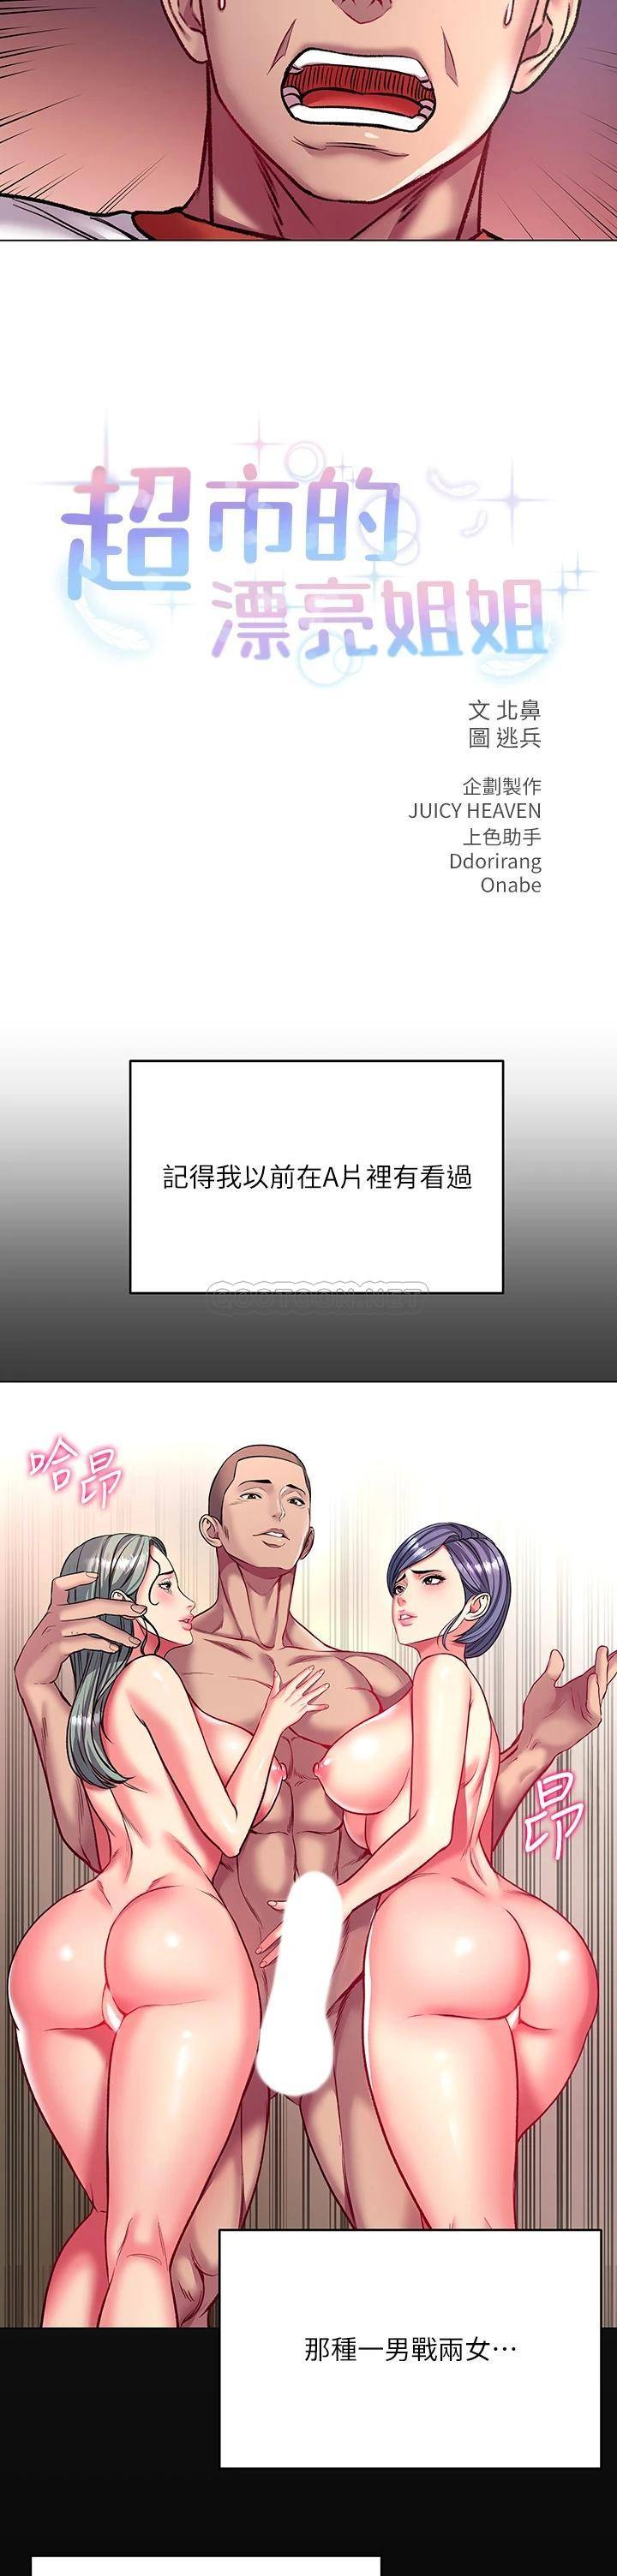 超市的
漂亮姐姐
文 北鼻
圖 逃兵
企劃製作
JUICY HEAVEN
上色助手
Ddorirang
Onabe
記得我以前在A片裡有看過
GOOTOON.NET
哈昂
昂
那種一男戰兩女⋯